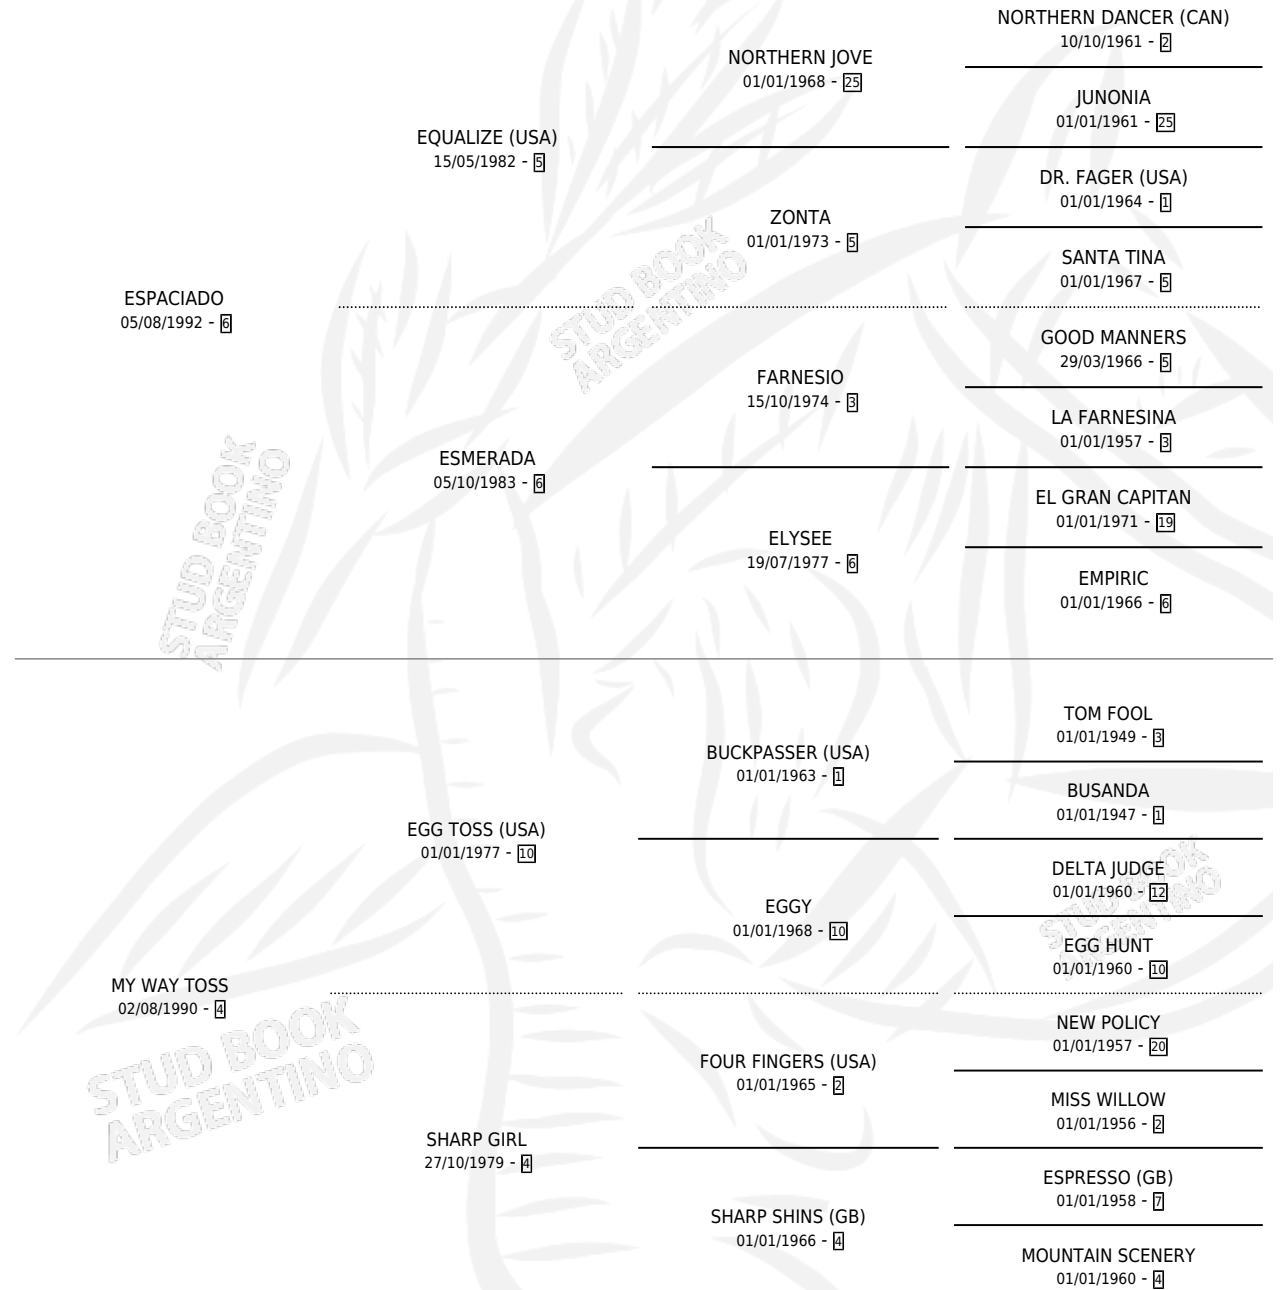 NORTHERN DANCER (CAN)
10/10/1961 - 2
NORTHERN JOVE
01/01/1968 - 25
JUNONIA
01/01/1961 - 25
EQUALIZE (USA)
15/05/1982 - 5
DR. FAGER (USA)
01/01/1964 - 1
ZONTA
01/01/1973 - 5
SANTA TINA
01/01/1967 - 5
ESPACIADO
05/08/1992 - 6
GOOD MANNERS
29/03/1966 - 5
FARNESIO
15/10/1974 - 3
LA FARNESINA
01/01/1957 - 3
ESMERADA
05/10/1983 - 6
EL GRAN CAPITAN
01/01/1971 - 19
ELYSEE
19/07/1977 - 6
EMPIRIC
01/01/1966 - 6
STUD BOOK
ARGENTINO
STUD BOOK
ARGENTINO
TOM FOOL
01/01/1949 - 3
BUCKPASSER (USA)
01/01/1963 - 1
BUSANDA
01/01/1947 - 1
EGG TOSS (USA)
01/01/1977 - 10
DELTA JUDGE
01/01/1960 - 12
EGGY
01/01/1968 - 10
EGG HUNT
01/01/1960 - 10
STUD BOOK
ARGENTINO
MY WAY TOSS
02/08/1990 - 4
NEW POLICY
01/01/1957 - 20
FOUR FINGERS (USA)
01/01/1965 - 2
MISS WILLOW
01/01/1956 - 2
STUD BOOK
ARGENTINO
SHARP GIRL
27/10/1979 - 4
ESPRESSO (GB)
01/01/1958 - 7
SHARP SHINS (GB)
01/01/1966 - 4
MOUNTAIN SCENERY
01/01/1960 - 4